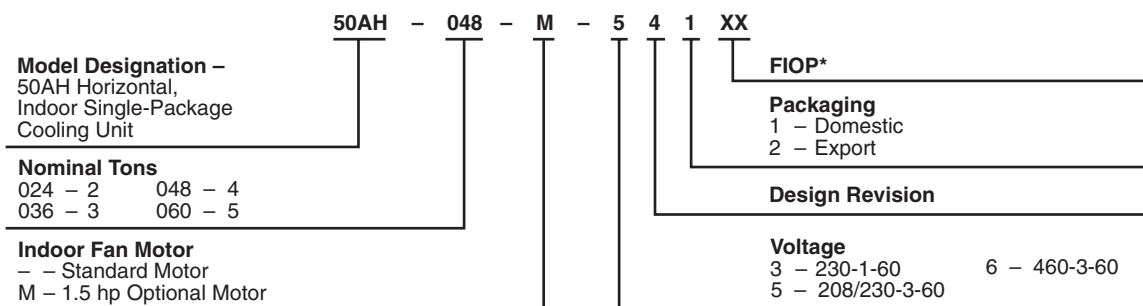 50AH – 048 – M – 5 4 1 XX
Model Designation –
50AH Horizontal,
Indoor Single-Package
Cooling Unit
Nominal Tons
024 – 2 048 – 4
036 – 3 060 – 5
Indoor Fan Motor
– – Standard Motor
M – 1.5 hp Optional Motor
FIOP*
Packaging
1 – Domestic
2 – Export
Design Revision
Voltage
3 – 230-1-60 6 – 460-3-60
5 – 208/230-3-60